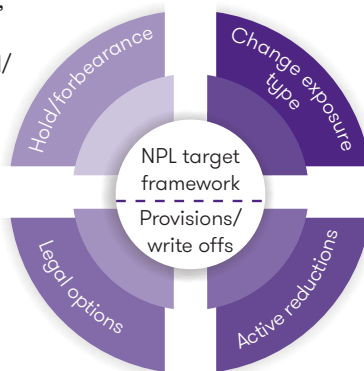 Hold/forbearance
Change exposure
type
NPL target
framework
Provisions/
write offs
Legal options
Active reductions